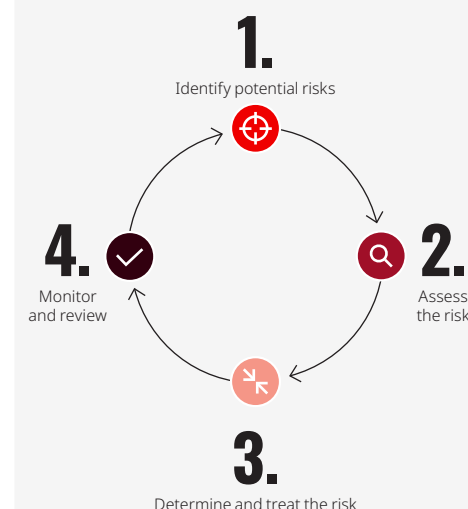 1.
Identify potential risks
2.
Assess
the risk
3.
Determine and treat the risk
4.
Monitor
and review